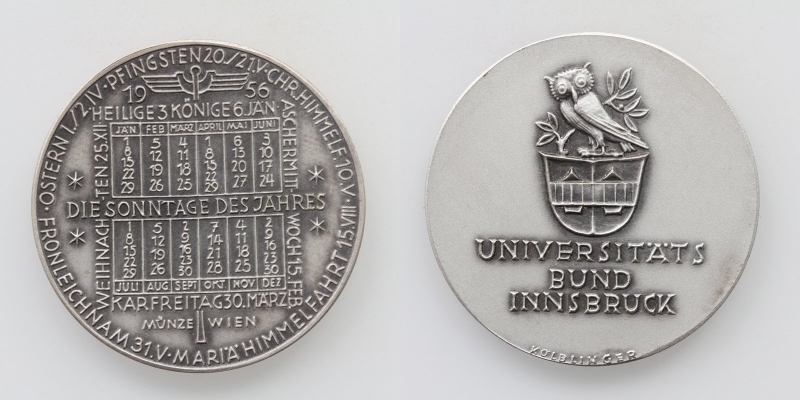 OSTERN 1./2.IV · PFINGSTEN 20./21.V · CHR.HIMMELF. 10.V ·
FRONLEICHNAM 31.V · MARIÄ HIMMELFAHRT 15.VIII ·
1956
HEILIGE 3 KÖNIGE 6.JAN.
ASCHERMITTWOCH 15.FEB
WEIHNACHTEN 25.XII
JAN FEB MÄRZ APRIL MAI JUNI
1 5 4 1 6 3
8 12 11 8 13 10
15 19 18 15 20 17
22 26 25 22 27 24
29 29
DIE SONNTAGE DES JAHRES
1 5 2 7 4 2
8 12 9 14 11 9
15 19 16 21 18 16
22 26 23 28 25 23
29 30 30
JULI AUG. SEPT. OKT. NOV. DEZ
KARFREITAG 30.MÄRZ
MÜNZE WIEN
UNIVERSITÄTS
BUND
INNSBRUCK
KÖLBLINGER